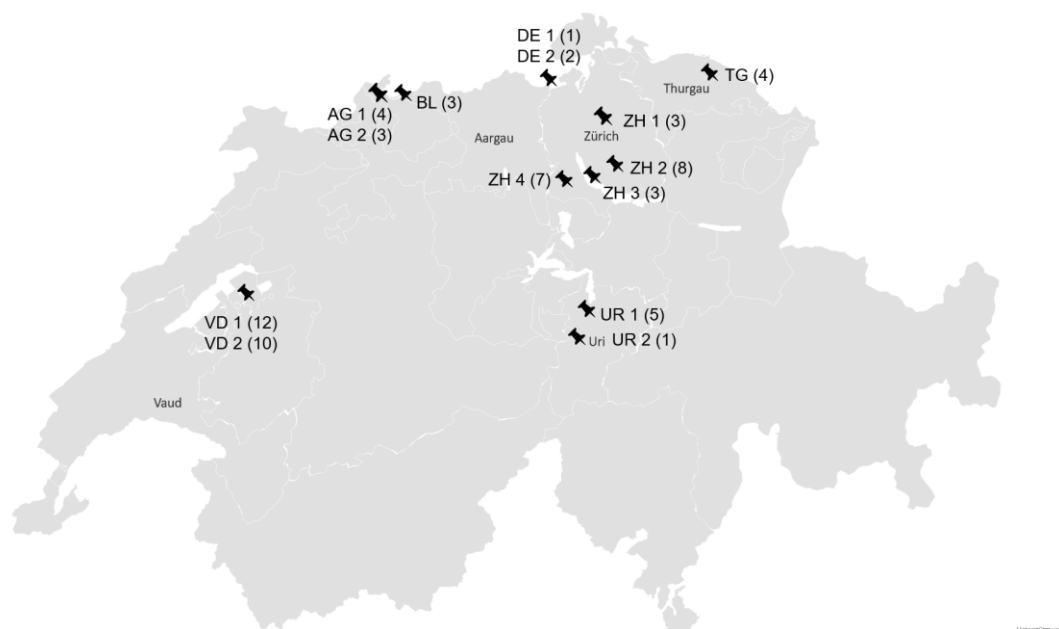 DE 1 (1)
DE 2 (2)
TG (4)
Thurgau
BL (3)
AG 1 (4)
AG 2 (3)
Aargau
ZH 1 (3)
Zürich
ZH 2 (8)
ZH 4 (7)
ZH 3 (3)
UR 1 (5)
VD 1 (12)
VD 2 (10)
Uri UR 2 (1)
Vaud